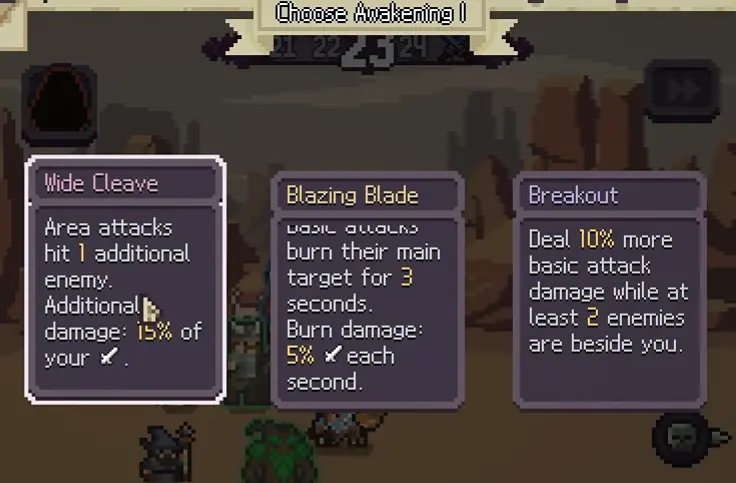 Choose Awakening I
21 22 23 24
Wide Cleave
Area attacks
hit 1 additional
enemy.
Additional
damage: 15% of
your .
Blazing Blade
basic attacks
burn their main
target for 3
seconds.
Burn damage:
5% each
second.
Breakout
Deal 10% more
basic attack
damage while at
least 2 enemies
are beside you.